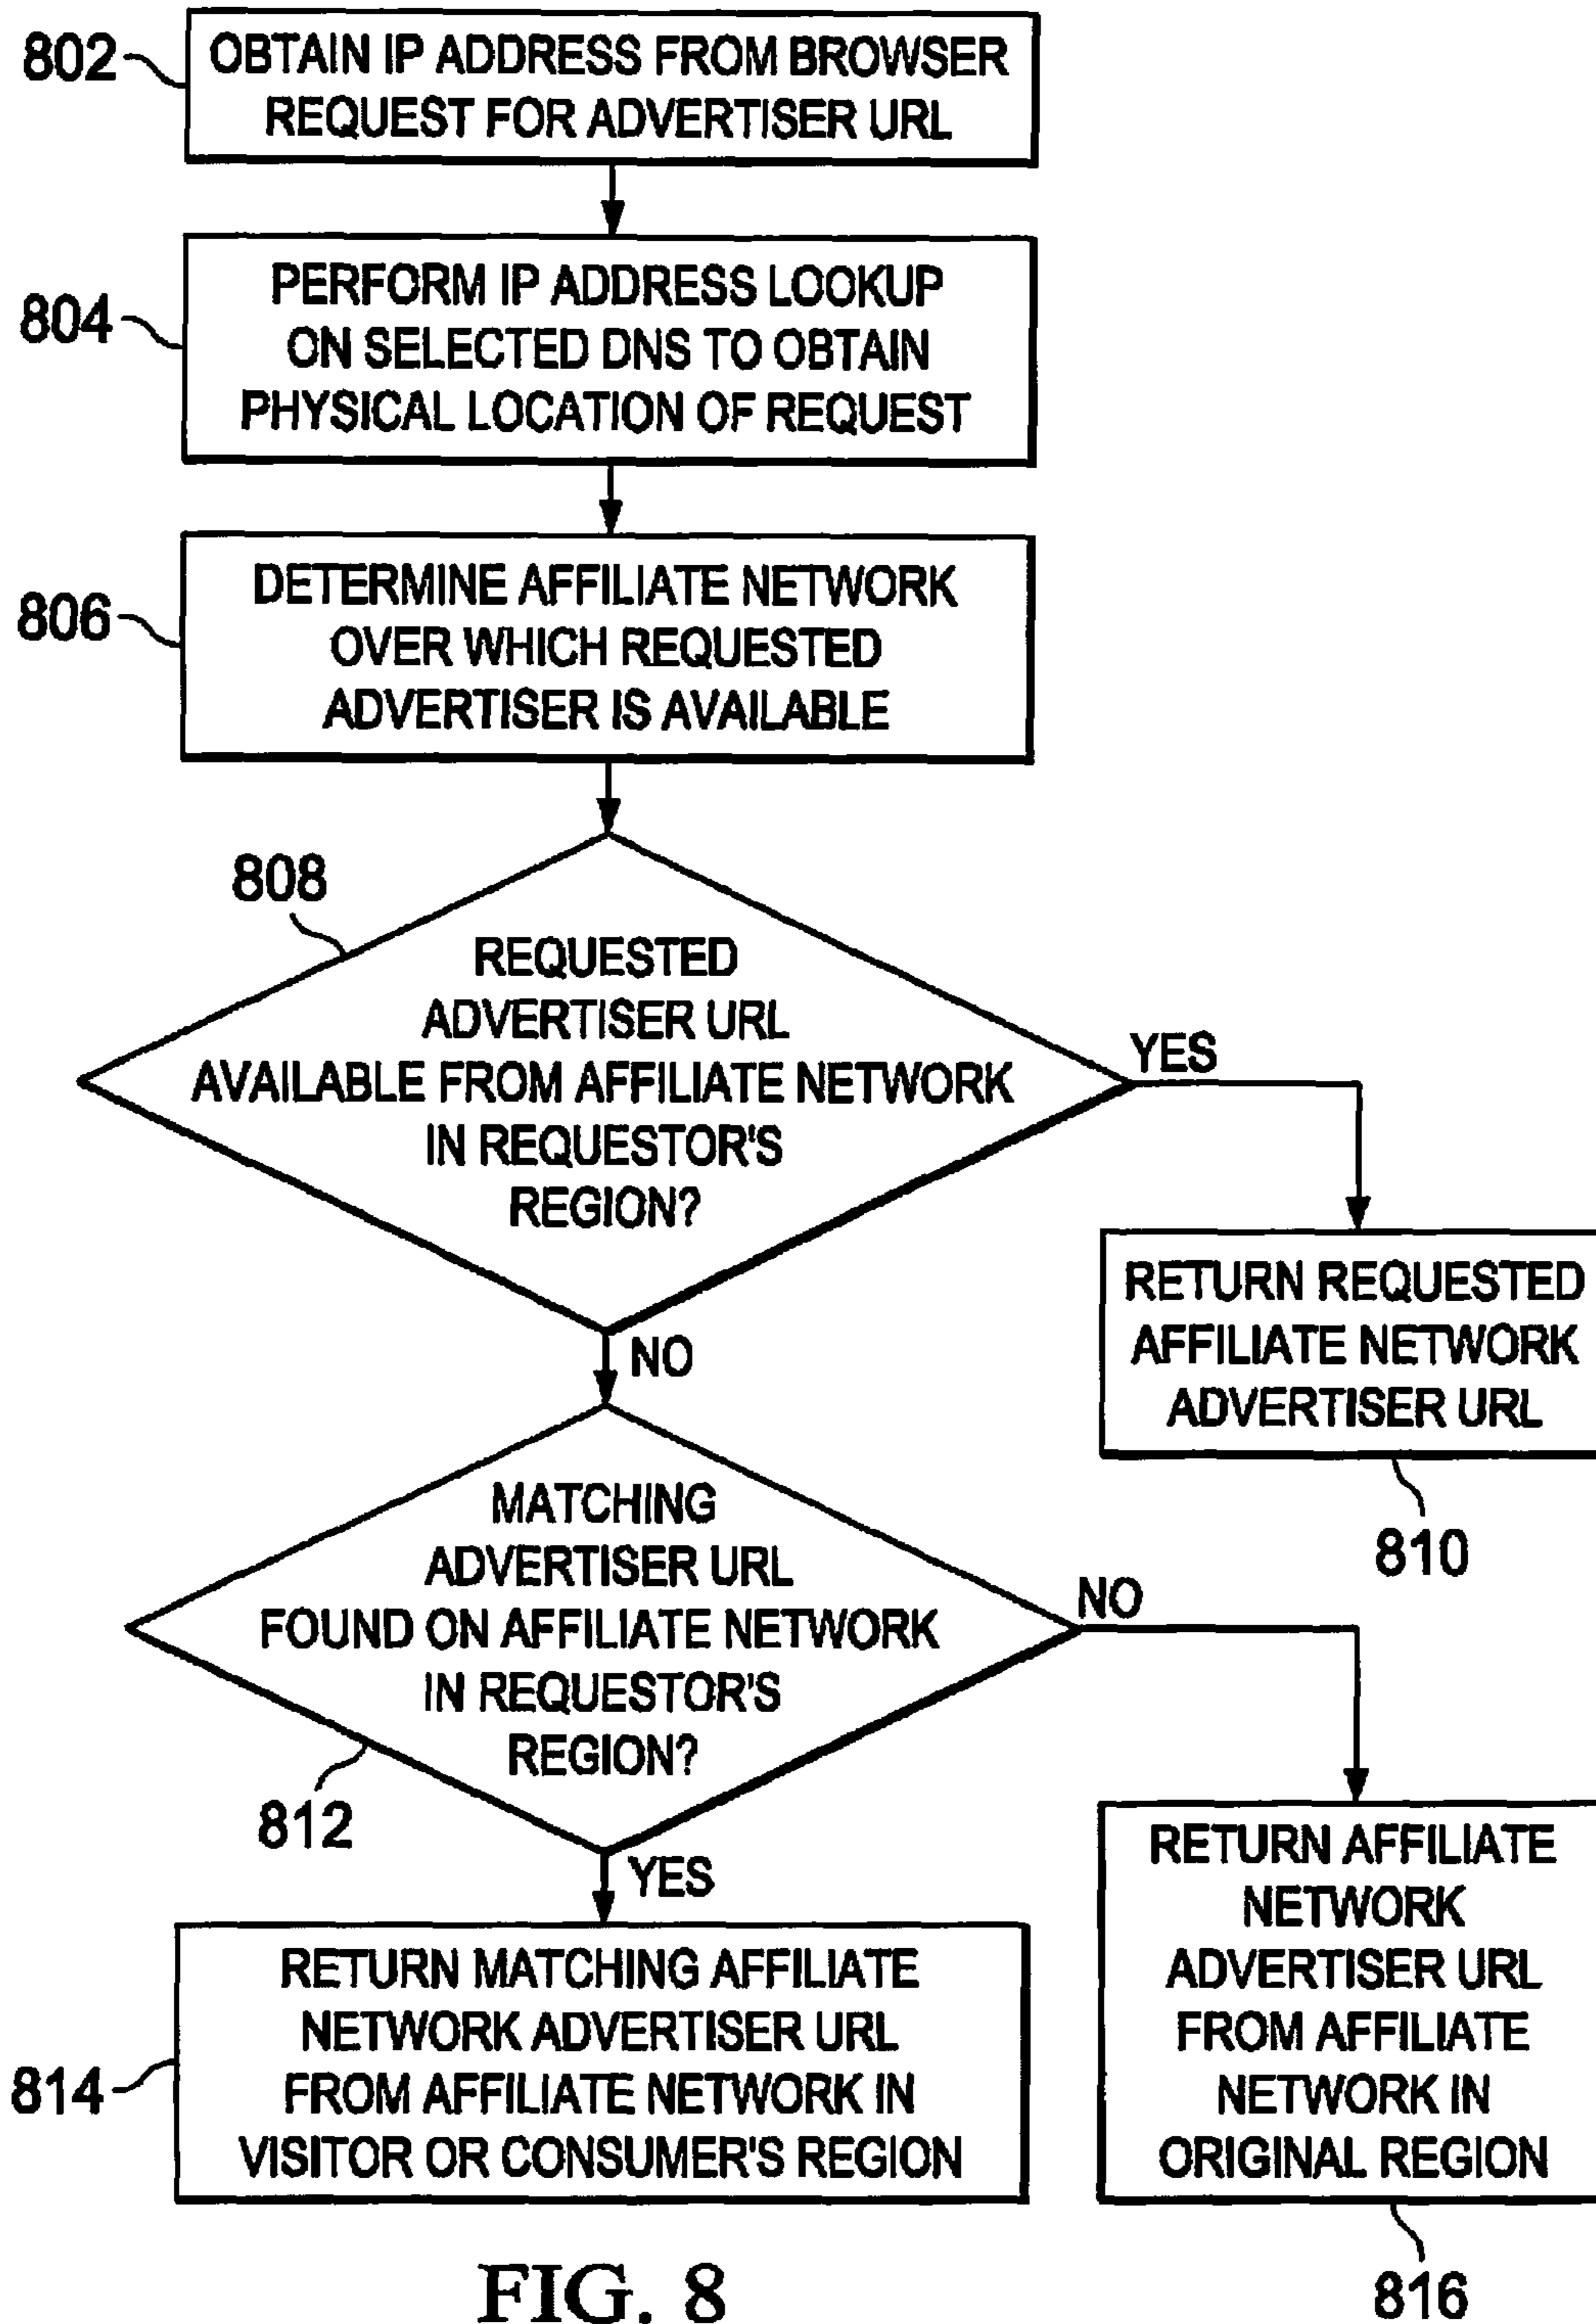 802
OBTAIN IP ADDRESS FROM BROWSER
REQUEST FOR ADVERTISER URL
804
PERFORM IP ADDRESS LOOKUP
ON SELECTED DNS TO OBTAIN
PHYSICAL LOCATION OF REQUEST
806
DETERMINE AFFILIATE NETWORK
OVER WHICH REQUESTED
ADVERTISER IS AVAILABLE
808
REQUESTED
ADVERTISER URL
AVAILABLE FROM AFFILIATE NETWORK
IN REQUESTOR'S
REGION?
YES
RETURN REQUESTED
AFFILIATE NETWORK
ADVERTISER URL
810
NO
MATCHING
ADVERTISER URL
FOUND ON AFFILIATE NETWORK
IN REQUESTOR'S
REGION?
812
NO
RETURN AFFILIATE
NETWORK
ADVERTISER URL
FROM AFFILIATE
NETWORK IN
ORIGINAL REGION
816
YES
RETURN MATCHING AFFILIATE
NETWORK ADVERTISER URL
FROM AFFILIATE NETWORK IN
VISITOR OR CONSUMER'S REGION
814
FIG. 8